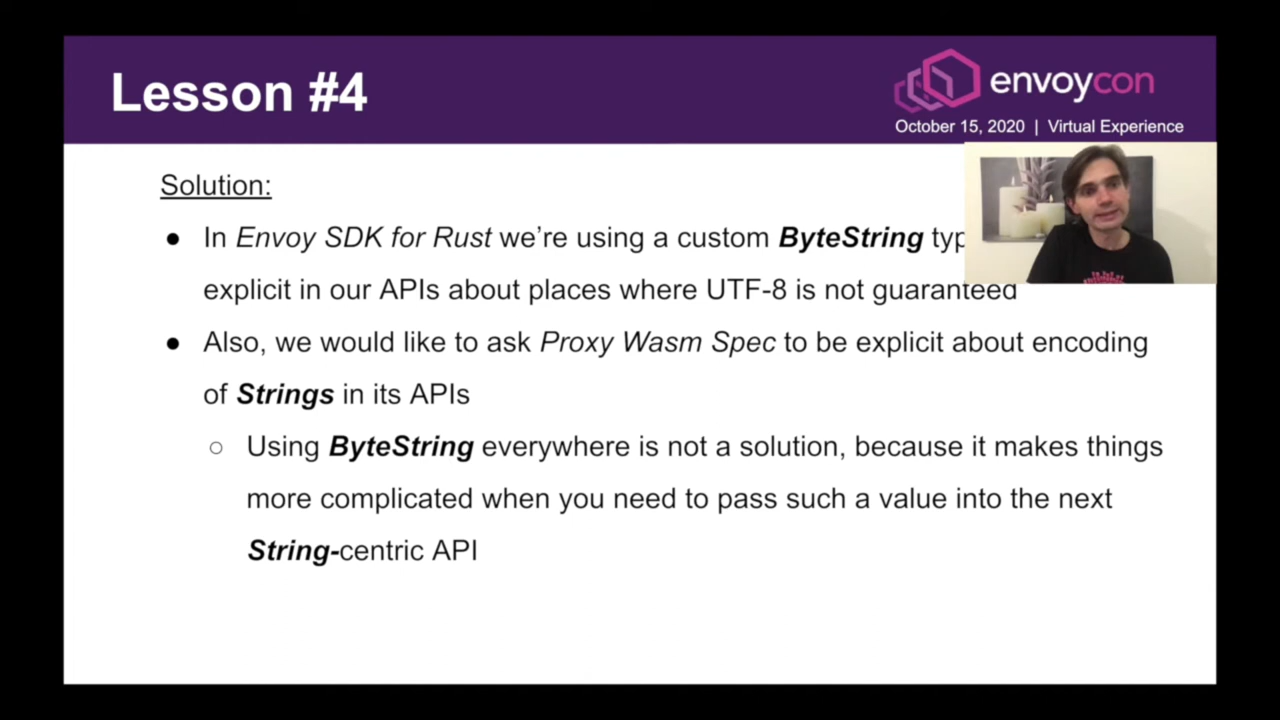 Lesson #4
envoycon
October 15, 2020 | Virtual Experience
Solution:
● In Envoy SDK for Rust we're using a custom ByteString
explicit in our APIs about places where UTF-8 is not guaranteed
● Also, we would like to ask Proxy Wasm Spec to be explicit about encoding
of Strings in its APIs
○ Using ByteString everywhere is not a solution, because it makes things
more complicated when you need to pass such a value into the next
String-centric API